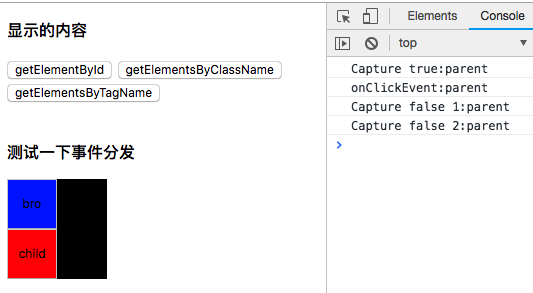 显示的内容
getElementById getElementsByClassName
getElementsByTagName
测试一下事件分发
bro
child
Elements Console
top
Capture true:parent
onClickEvent:parent
Capture false 1:parent
Capture false 2:parent